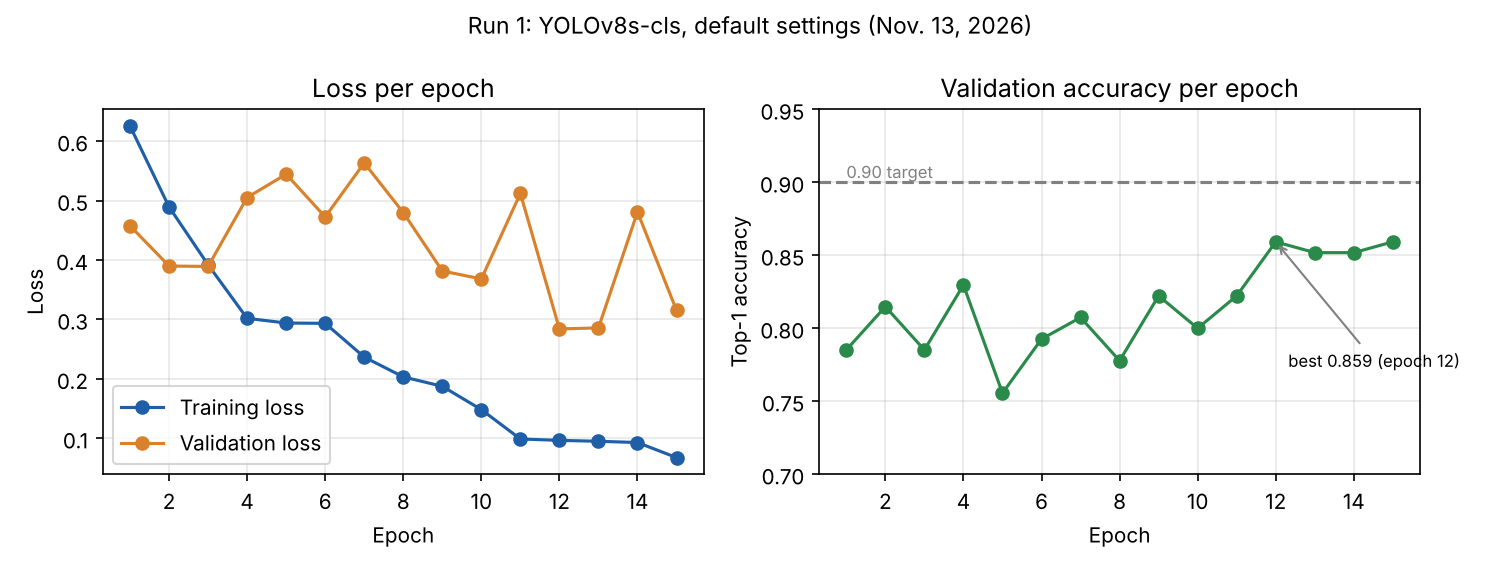 Run 1: YOLOv8s-cls, default settings (Nov. 13, 2026)
Loss per epoch
0.6
0.5
0.4
0.3
0.2
0.1
Loss
Training loss
Validation loss
2 4 6 8 10 12 14
Epoch
Validation accuracy per epoch
0.95
0.90
0.85
0.80
0.75
0.70
Top-1 accuracy
0.90 target
best 0.859 (epoch 12)
2 4 6 8 10 12 14
Epoch